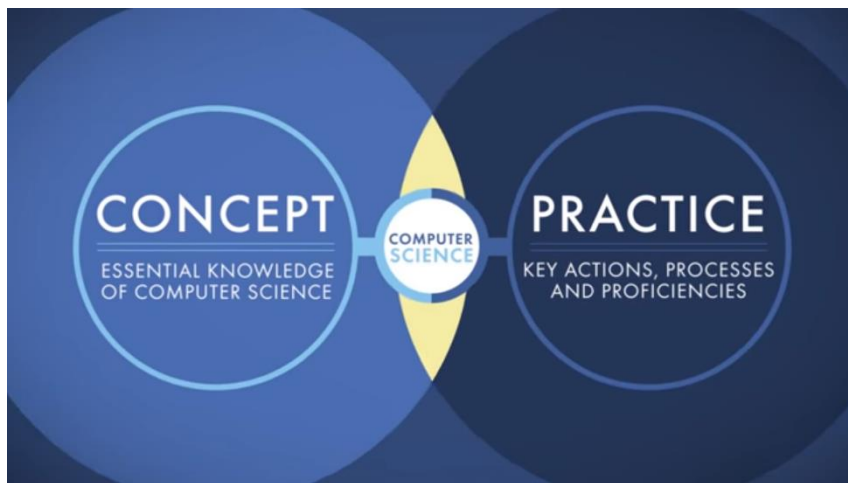 CONCEPT
ESSENTIAL KNOWLEDGE
OF COMPUTER SCIENCE
COMPUTER
SCIENCE
PRACTICE
KEY ACTIONS, PROCESSES
AND PROFICIENCIES